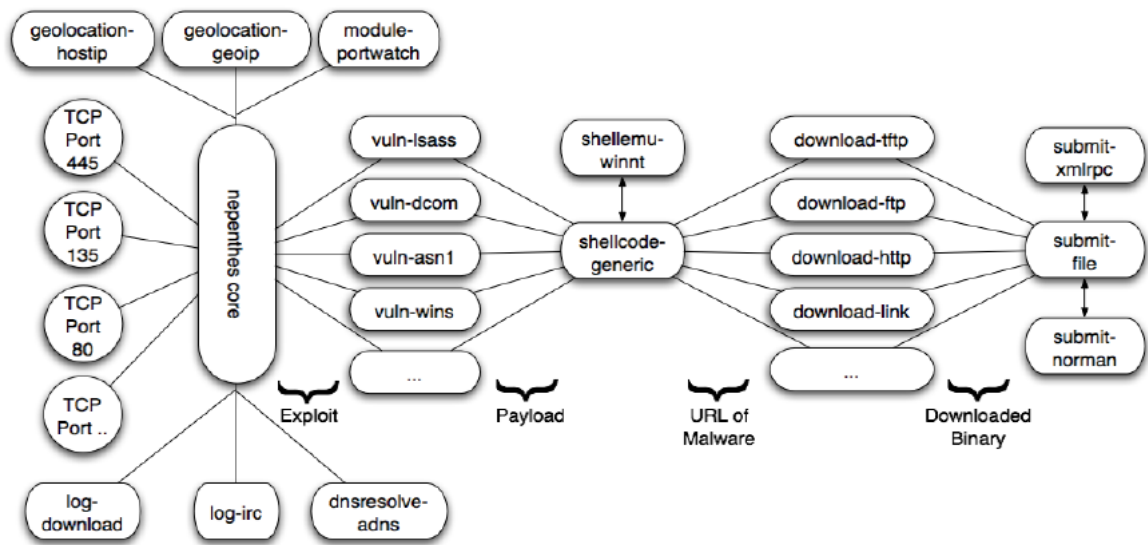 geolocation-
hostip
geolocation-
geoip
module-
portwatch
TCP
Port
445
TCP
Port
135
TCP
Port
80
TCP
Port ..
nepenthes core
vuln-lsass
vuln-dcom
vuln-asn1
vuln-wins
...
shellemu-
winnt
shellcode-
generic
download-tftp
download-ftp
download-http
download-link
...
submit-
xmlrpc
submit-
file
submit-
norman
Exploit
Payload
URL of
Malware
Downloaded
Binary
log-
download
log-irc
dnsresolve-
adns